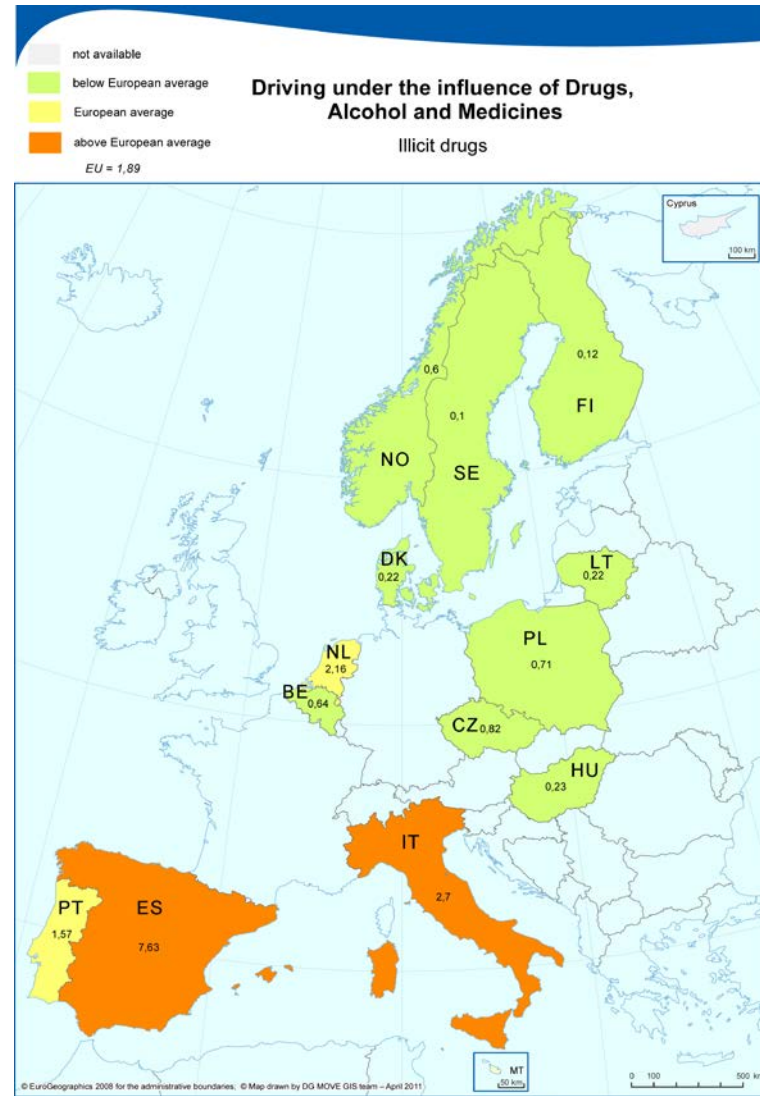 not available
below European average
European average
above European average
EU = 1,89
Driving under the influence of Drugs,
Alcohol and Medicines
Illicit drugs
Cyprus
100 km
0,6
0,12
0,1
FI
NO
SE
DK
0,22
LT
0,22
NL
2,16
PL
0,71
BE
0,64
CZ 0,82
HU
0,23
IT
2,7
PT
1,57
ES
7,63
MT
50 km
0 100 500 km
© EuroGeographics 2008 for the administrative boundaries; © Map drawn by DG MOVE GIS team – April 2011